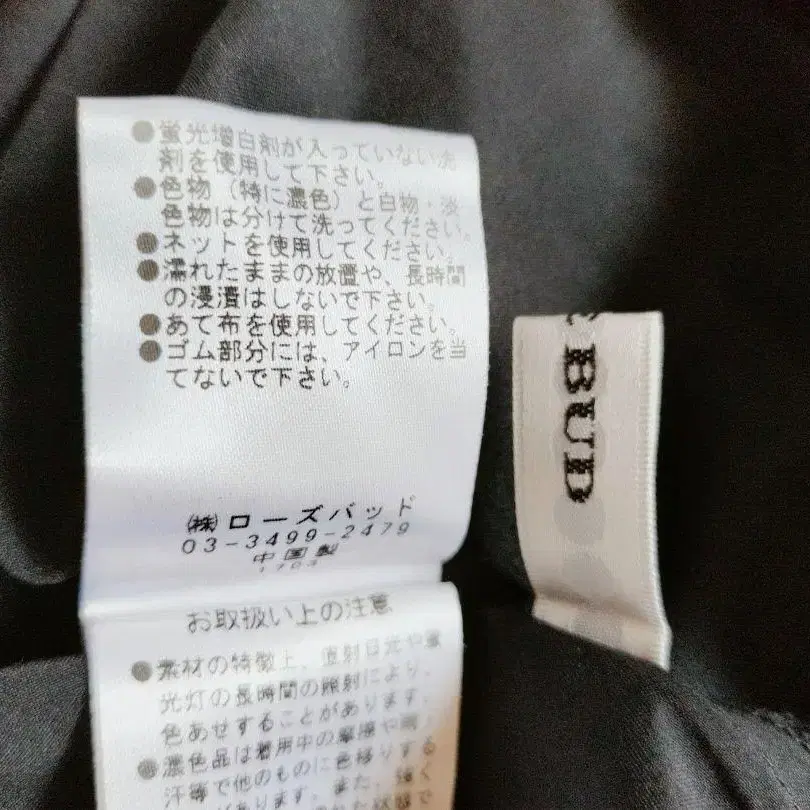 ●蛍光増白剤が入っていない洗
剤を使用して下さい。
●色物（特に濃色）と白物・淡
色物は分けて洗ってください。
●ネットを使用してください。
●濡れたままの放置や、長時間
の浸漬はしないで下さい。
●あて布を使用してください。
●ゴム部分には、アイロンを当
てないで下さい。
㈱ローズバッド
03-3499-2479
中国製
お取扱い上の注意
●素材の特徴上、直射日光や蛍
光灯の長時間の照射により、
色あせすることがあります。
●濃色品は着用中の摩擦や雨、
汗等で他のものに色移りする
があります。また、強く
BUD